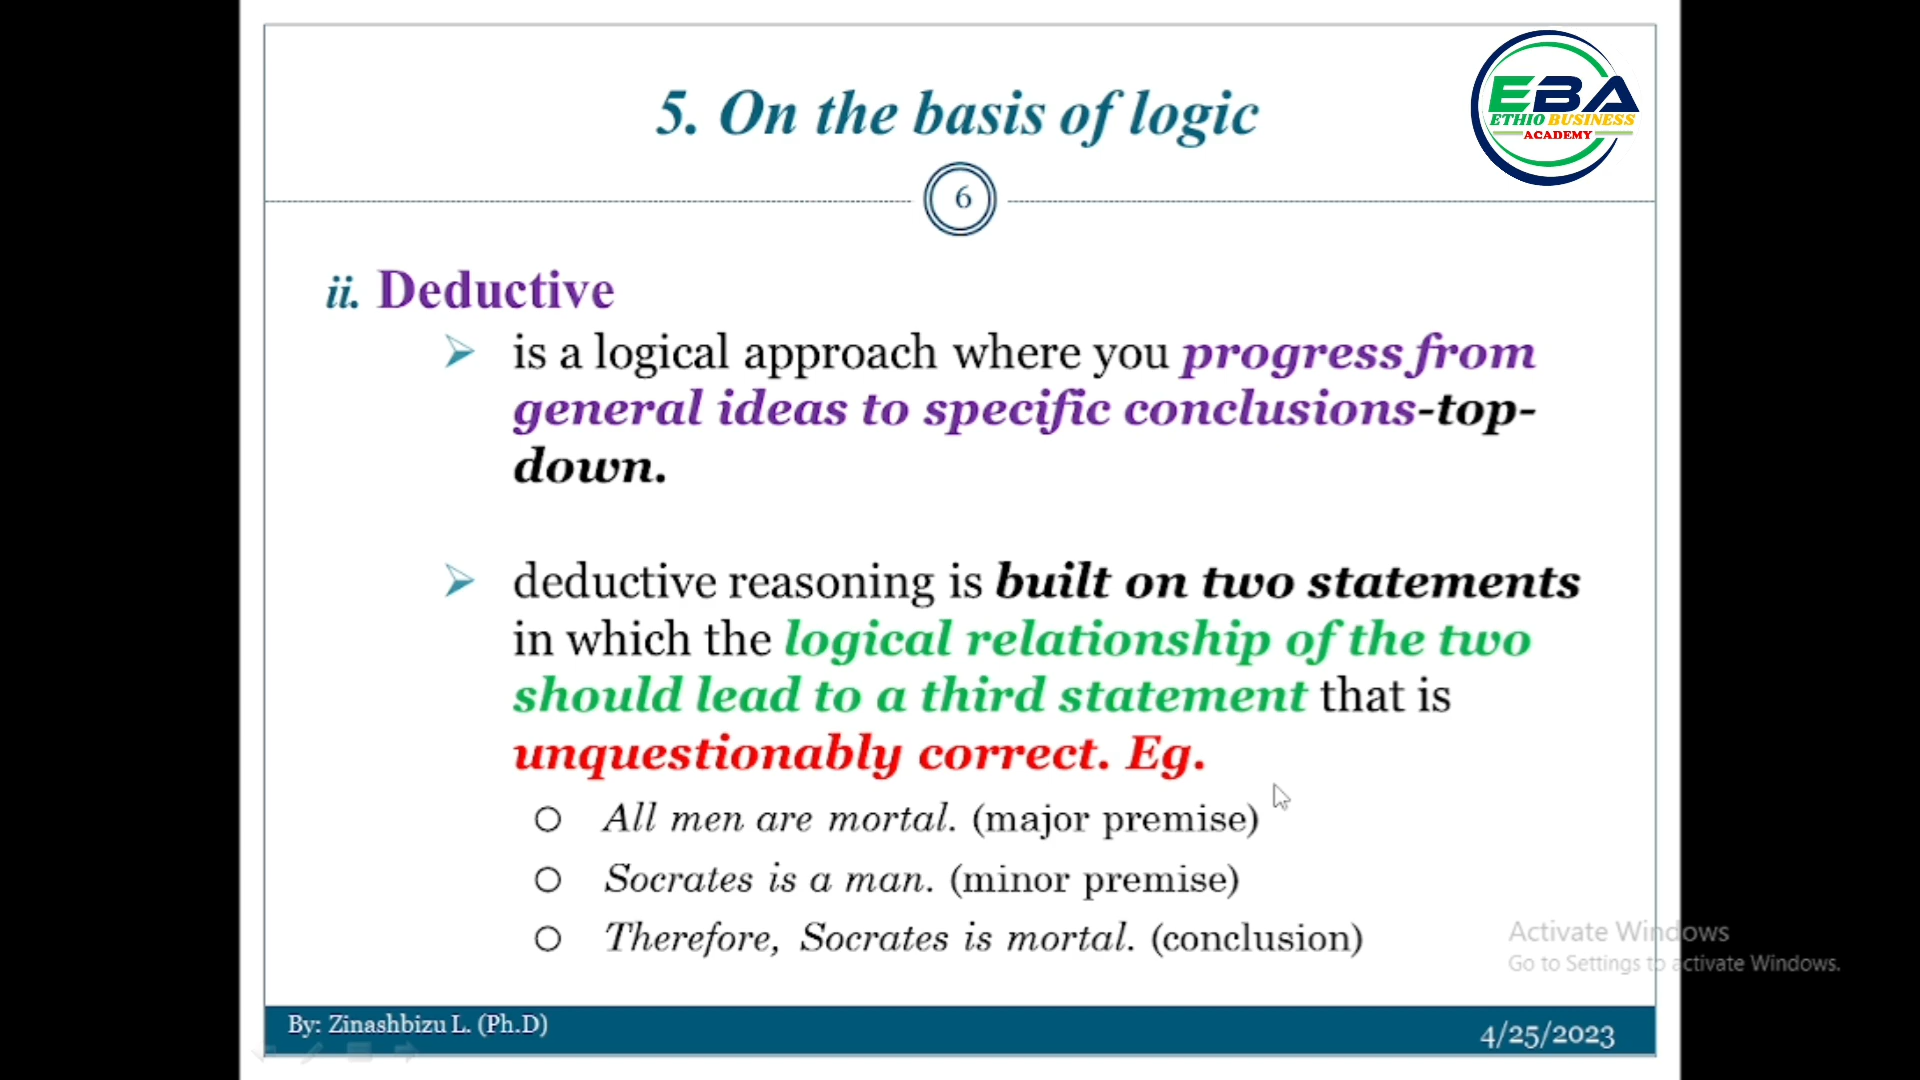 5. On the basis of logic
EBA
ETHIO BUSINESS
ACADEMY
6
ii. Deductive
is a logical approach where you progress from
general ideas to specific conclusions-top-
down.
deductive reasoning is built on two statements
in which the logical relationship of the two
should lead to a third statement that is
unquestionably correct. Eg.
All men are mortal. (major premise)
Socrates is a man. (minor premise)
Therefore, Socrates is mortal. (conclusion)
Activate Windows
Go to Settings to activate Windows.
By: Zinashbizu L. (Ph.D)
4/25/2023